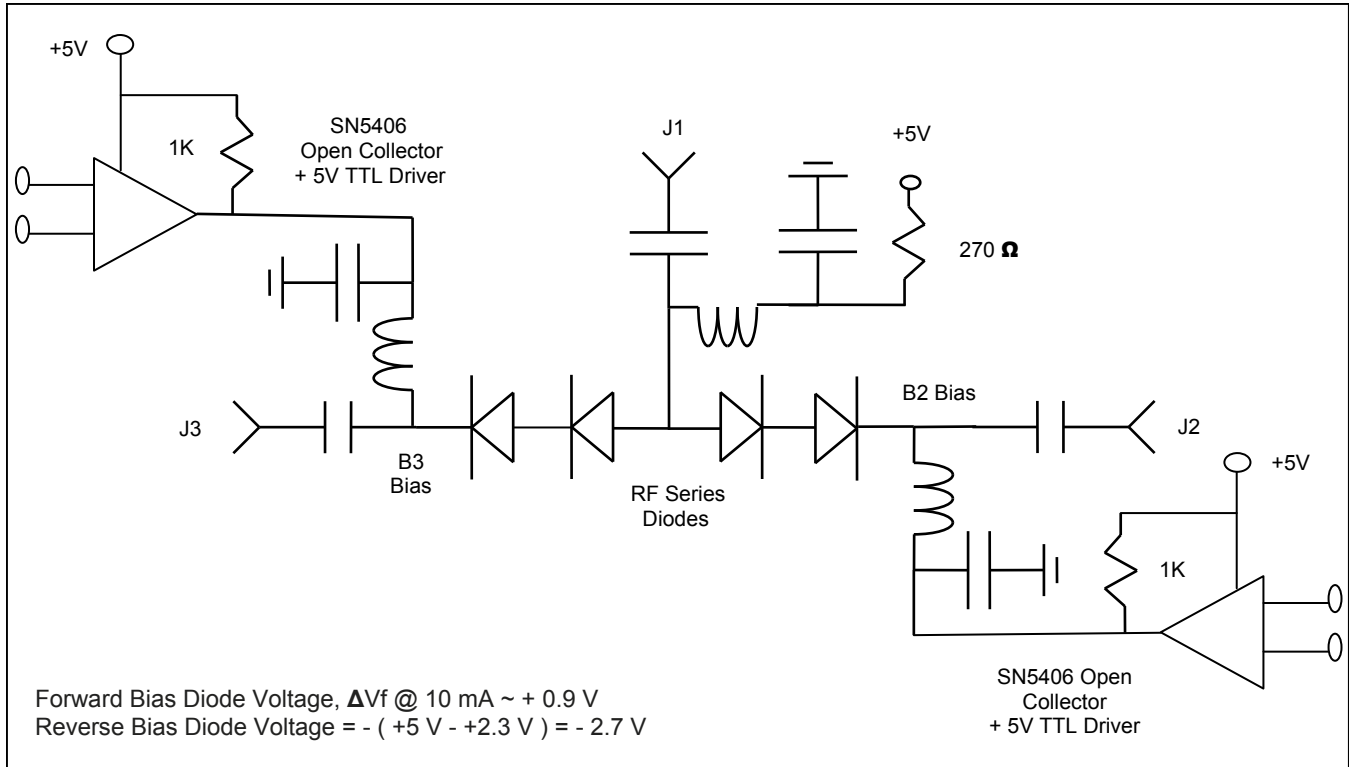 +5V
1K
SN5406
Open Collector
+ 5V TTL Driver
J1
+5V
270 Ω
J3
B3
Bias
RF Series
Diodes
B2 Bias
J2
+5V
1K
SN5406 Open
Collector
+ 5V TTL Driver
Forward Bias Diode Voltage, ΔVf @ 10 mA ~ + 0.9 V
Reverse Bias Diode Voltage = - ( +5 V - +2.3 V ) = - 2.7 V